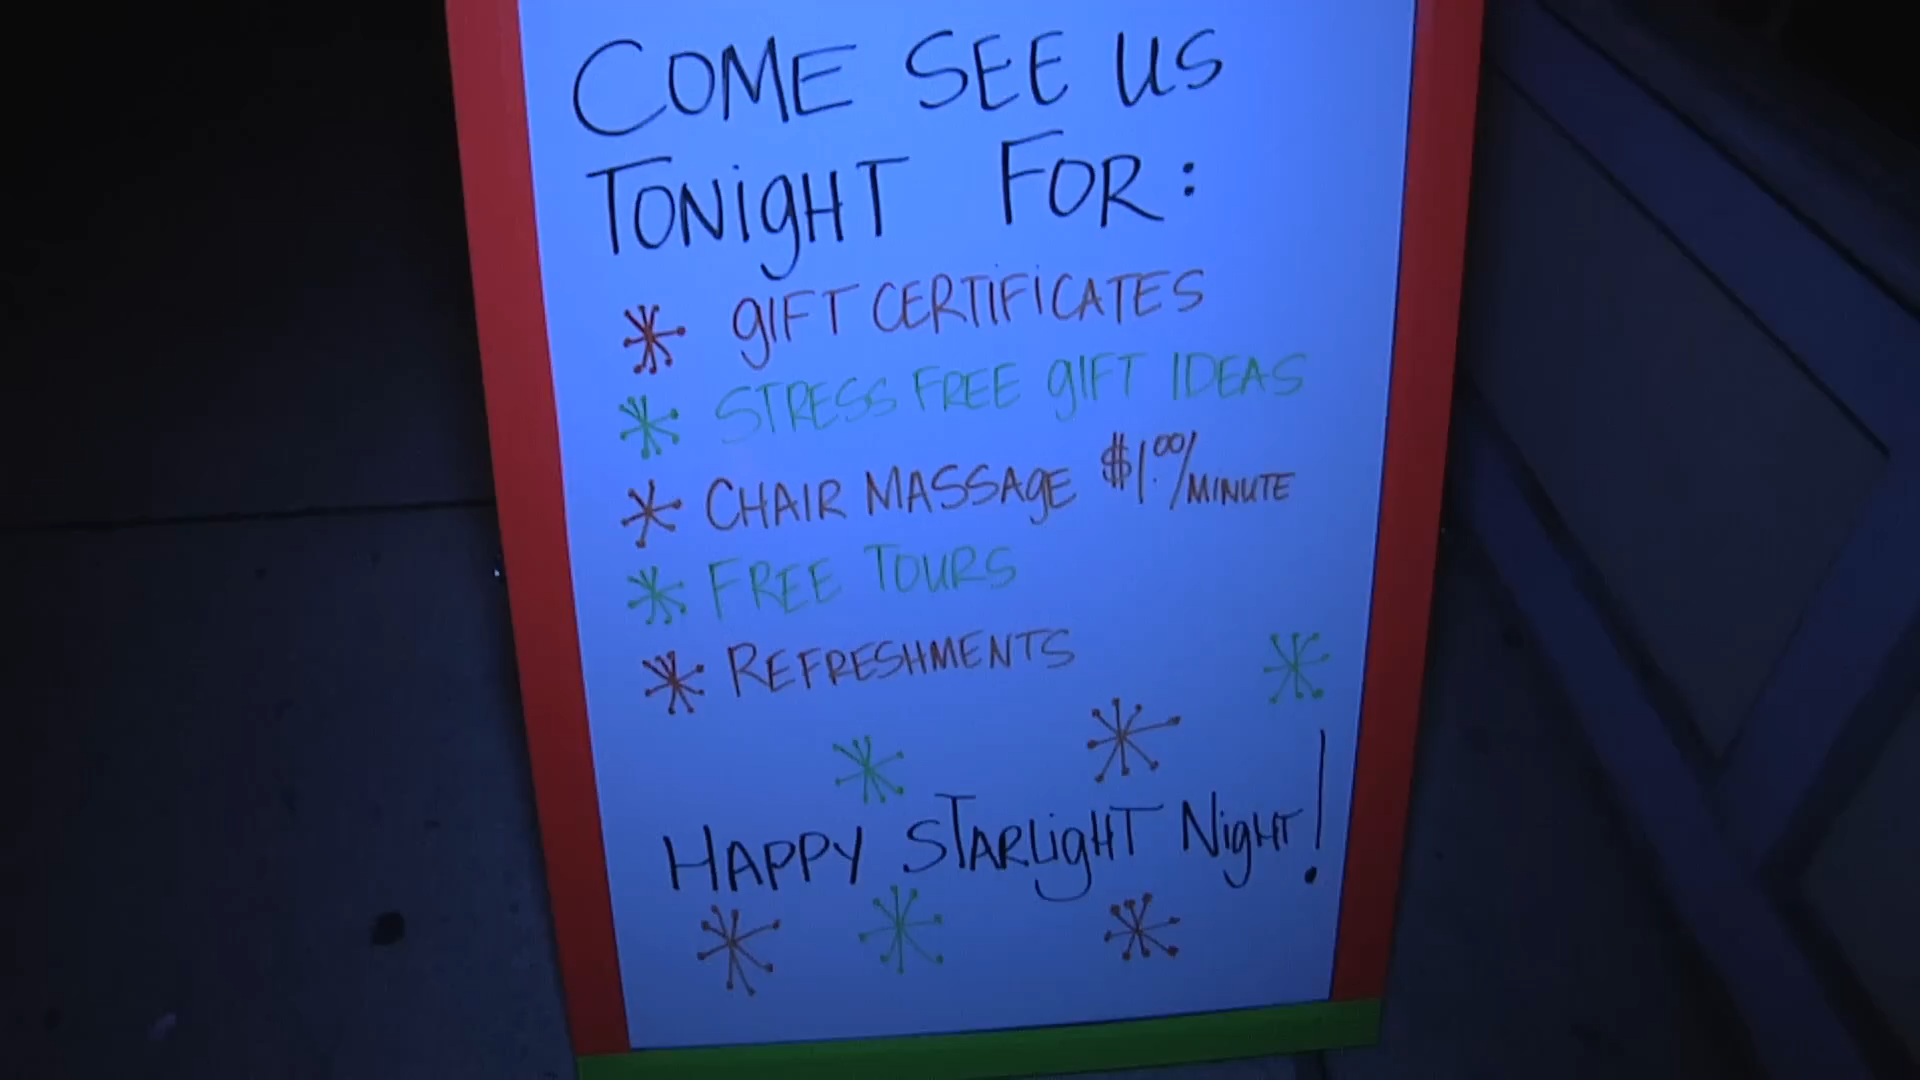 COME SEE US
TONIGHT FOR:
* GIFT CERTIFICATES
* STRESS FREE GIFT IDEAS
* CHAIR MASSAGE $1.00/MINUTE
* FREE TOURS
* REFRESHMENTS
HAPPY STARLIGHT NIGHT!